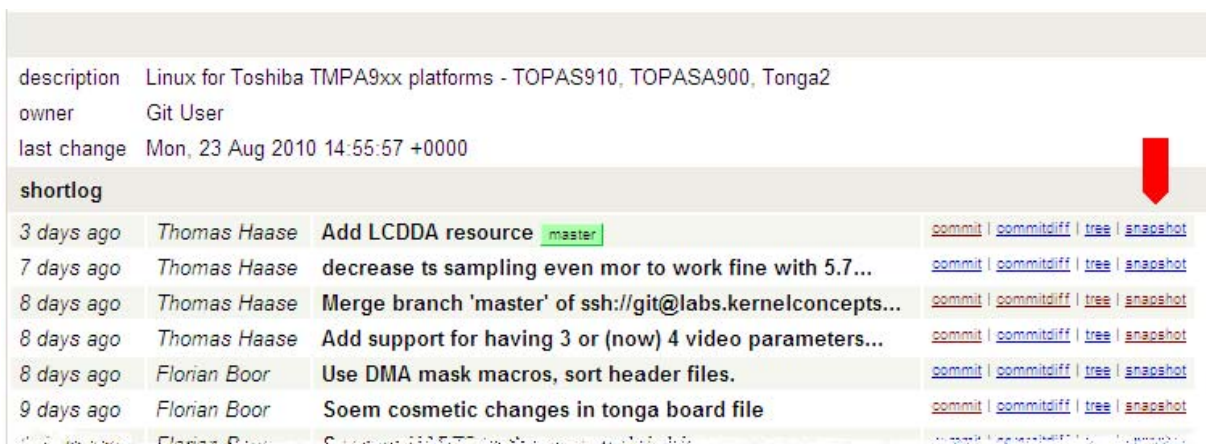 description Linux for Toshiba TMPA9xx platforms - TOPAS910, TOPASA900, Tonga2
owner Git User
last change Mon, 23 Aug 2010 14:55:57 +0000
shortlog
3 days ago Thomas Haase Add LCDDA resource master commit | commitdiff | tree | snapshot
7 days ago Thomas Haase decrease ts sampling even mor to work fine with 5.7... commit | commitdiff | tree | snapshot
8 days ago Thomas Haase Merge branch 'master' of ssh://git@labs.kernelconcepts... commit | commitdiff | tree | snapshot
8 days ago Thomas Haase Add support for having 3 or (now) 4 video parameters... commit | commitdiff | tree | snapshot
8 days ago Florian Boor Use DMA mask macros, sort header files. commit | commitdiff | tree | snapshot
9 days ago Florian Boor Soem cosmetic changes in tonga board file commit | commitdiff | tree | snapshot